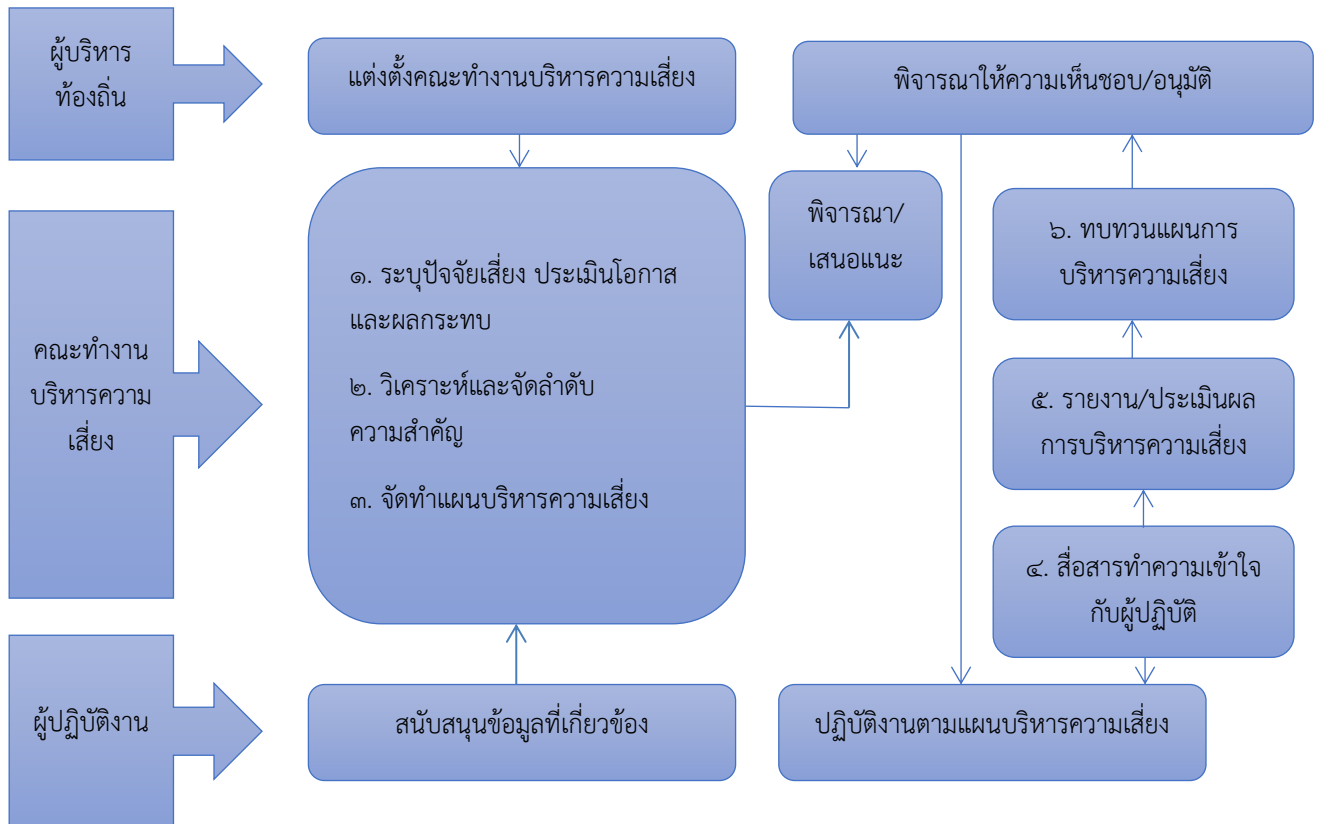 ผู้บริหาร
ท้องถิ่น
แต่งตั้งคณะทำงานบริหารความเสี่ยง
พิจารณาให้ความเห็นชอบ/อนุมัติ
คณะทำงาน
บริหารความ
เสี่ยง
๑. ระบุปัจจัยเสี่ยง ประเมินโอกาส
และผลกระทบ
๒. วิเคราะห์และจัดลำดับ
ความสำคัญ
๓. จัดทำแผนบริหารความเสี่ยง
พิจารณา/
เสนอแนะ
๖. ทบทวนแผนการ
บริหารความเสี่ยง
๕. รายงาน/ประเมินผล
การบริหารความเสี่ยง
๔. สื่อสารทำความเข้าใจ
กับผู้ปฏิบัติ
ผู้ปฏิบัติงาน
สนับสนุนข้อมูลที่เกี่ยวข้อง
ปฏิบัติงานตามแผนบริหารความเสี่ยง